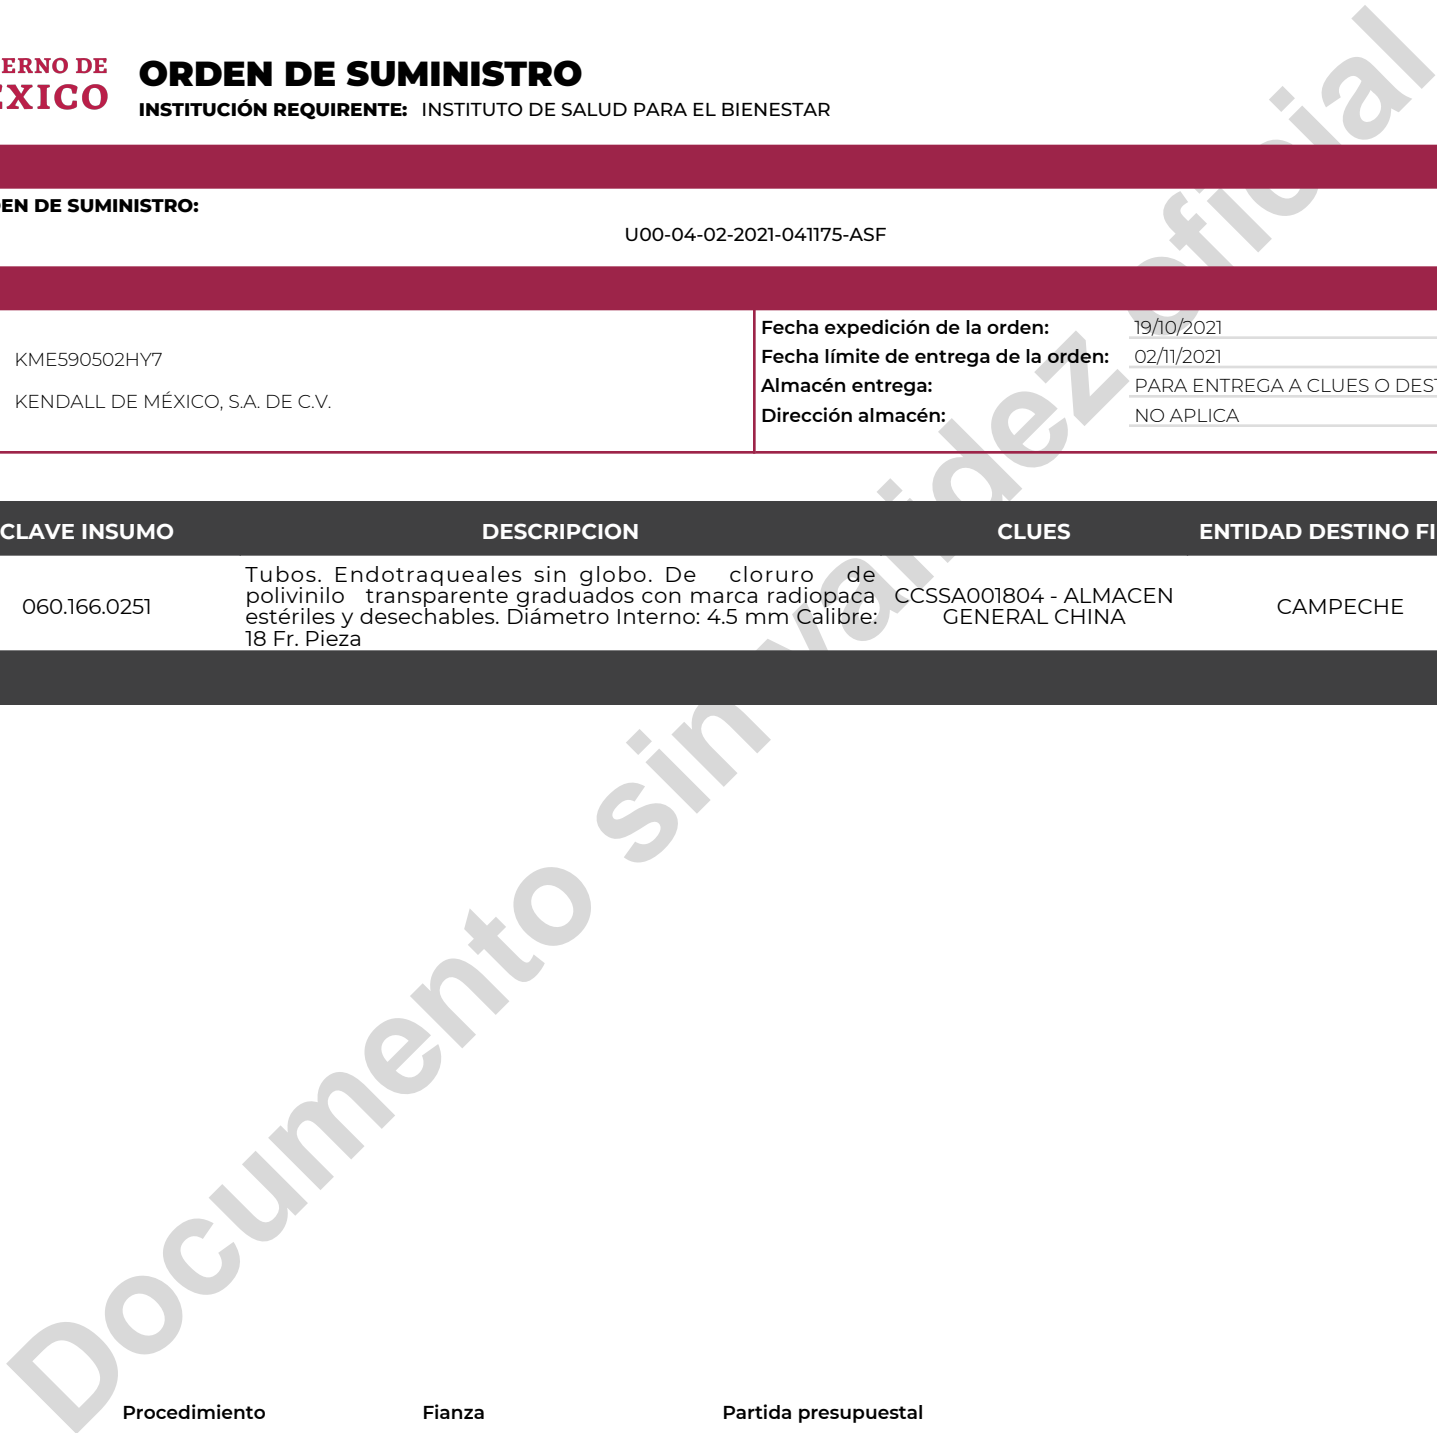 ERNO DE
ÉXICO
ORDEN DE SUMINISTRO
INSTITUCIÓN REQUIRENTE: INSTITUTO DE SALUD PARA EL BIENESTAR
EN DE SUMINISTRO:
U00-04-02-2021-041175-ASF
KME590502HY7
KENDALL DE MÉXICO, S.A. DE C.V.
Fecha expedición de la orden: 19/10/2021
Fecha límite de entrega de la orden: 02/11/2021
Almacén entrega: PARA ENTREGA A CLUES O DEST
Dirección almacén: NO APLICA
CLAVE INSUMO DESCRIPCION CLUES ENTIDAD DESTINO FI
060.166.0251
Tubos. Endotraqueales sin globo. De cloruro de
polivinilo transparente graduados con marca radiopaca
estériles y desechables. Diámetro Interno: 4.5 mm Calibre:
18 Fr. Pieza
CCSSA001804 - ALMACEN
GENERAL CHINA
CAMPECHE
Documento sin validez oficial
Procedimiento Fianza Partida presupuestal